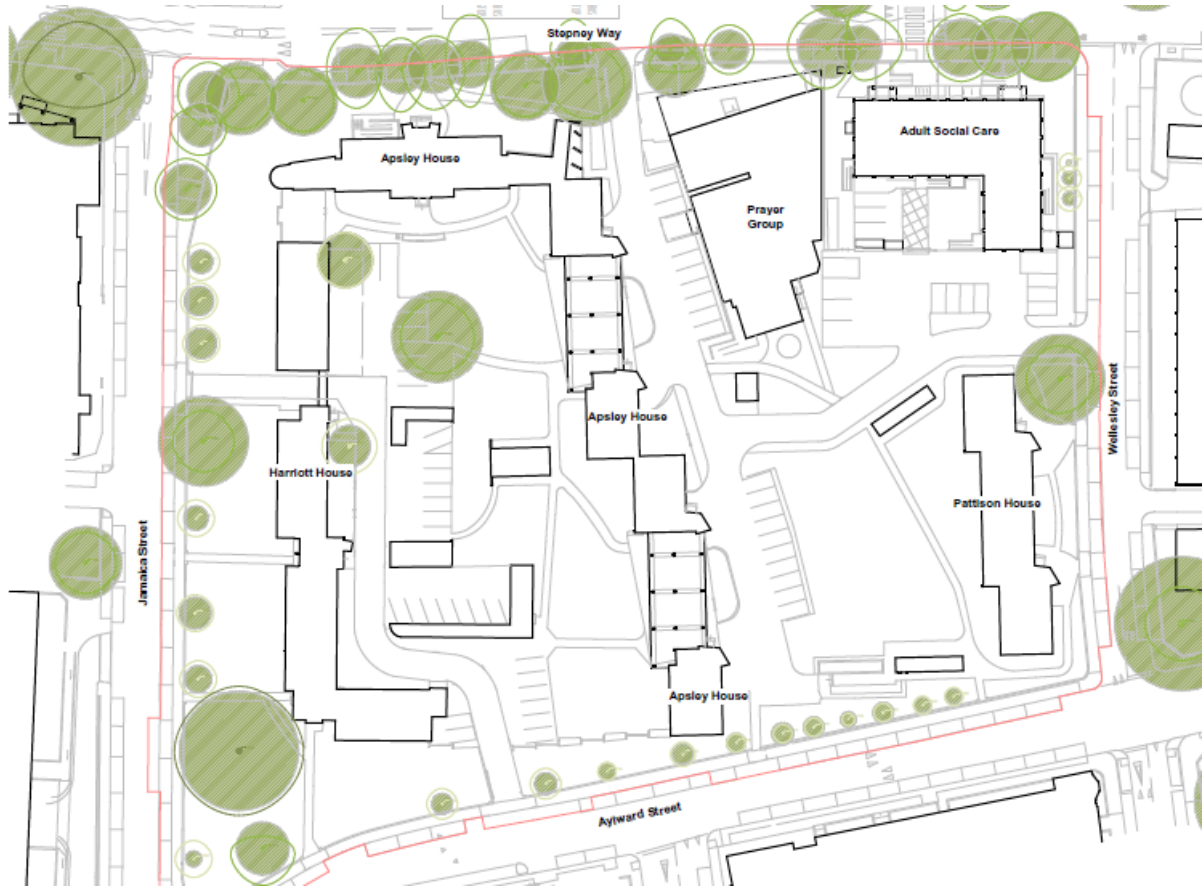 Stepney Way
Adult Social Care
Apsley House
Prayer
Group
Apsley House
Wellesley Street
Harriott House
Pattison House
Jamaica Street
Apsley House
Aylward Street